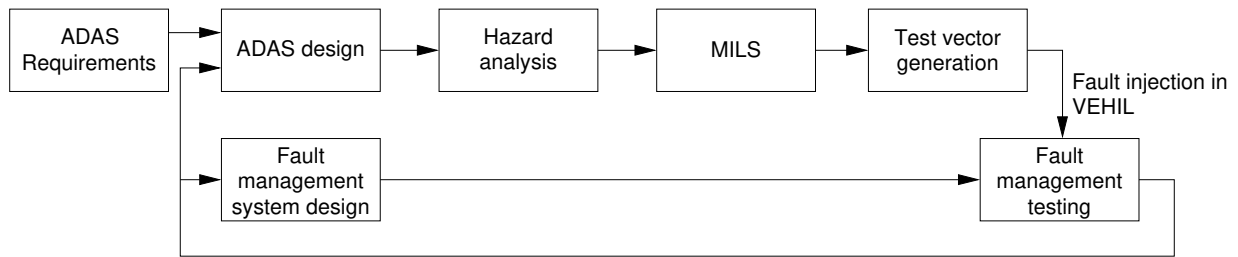 ADAS
Requirements
ADAS design
Hazard
analysis
MILS
Test vector
generation
Fault injection in
VEHIL
Fault
management
system design
Fault
management
testing